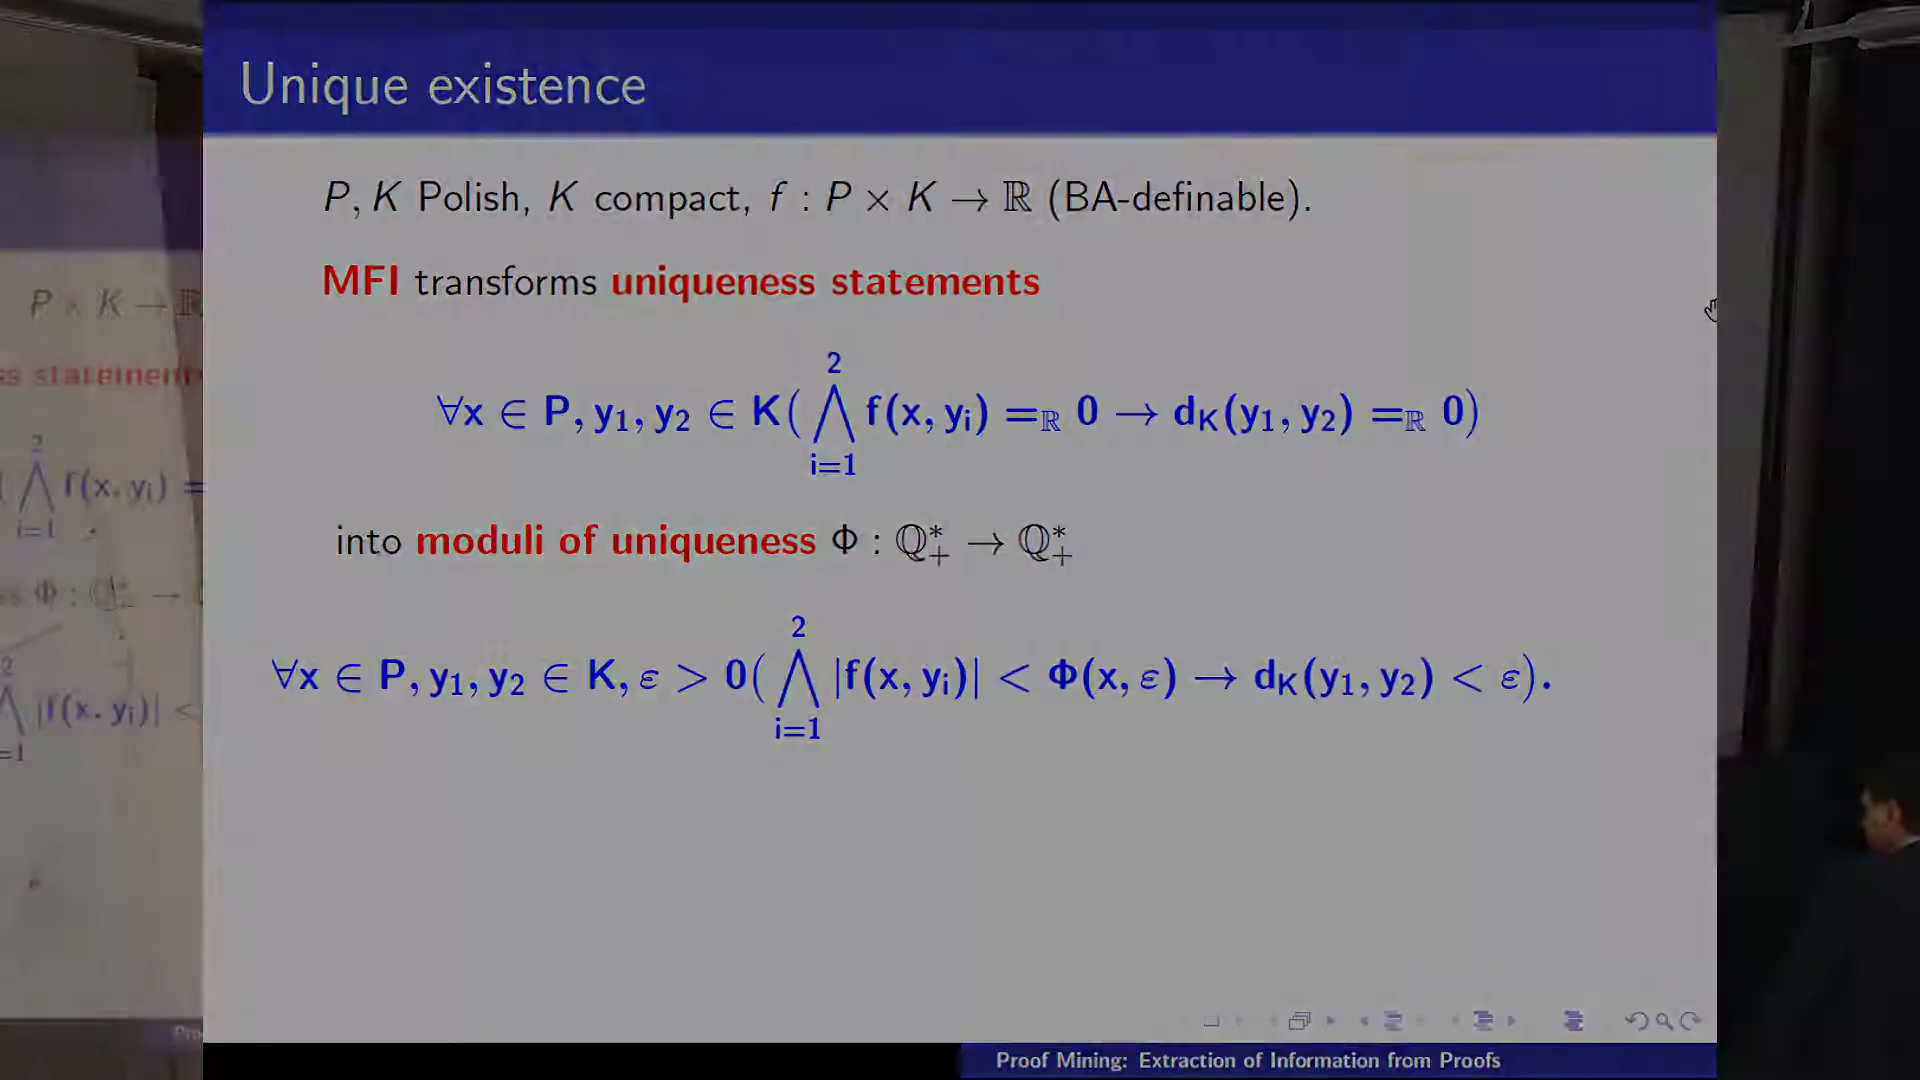 Unique existence
P, K Polish, K compact, f : P × K → ℝ (BA-definable).
MFI transforms uniqueness statements
∀x ∈ P, y₁, y₂ ∈ K( ⋀_{i=1}^{2} f(x, yᵢ) =_ℝ 0 → d_K(y₁, y₂) =_ℝ 0)
into moduli of uniqueness Φ : ℚ₊* → ℚ₊*
∀x ∈ P, y₁, y₂ ∈ K, ε > 0( ⋀_{i=1}^{2} |f(x, yᵢ)| < Φ(x, ε) → d_K(y₁, y₂) < ε).
Proof Mining: Extraction of Information from Proofs